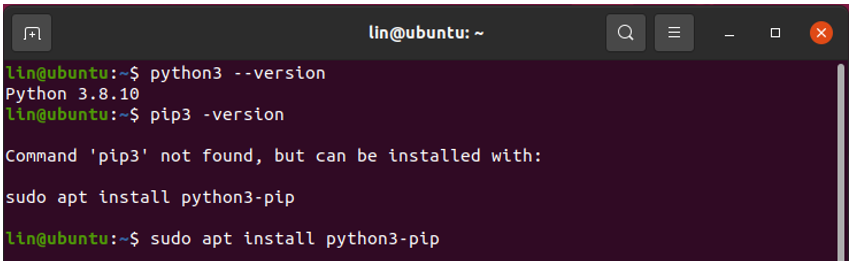 lin@ubuntu: ~
lin@ubuntu:~$ python3 --version
Python 3.8.10
lin@ubuntu:~$ pip3 -version
Command 'pip3' not found, but can be installed with:
sudo apt install python3-pip
lin@ubuntu:~$ sudo apt install python3-pip